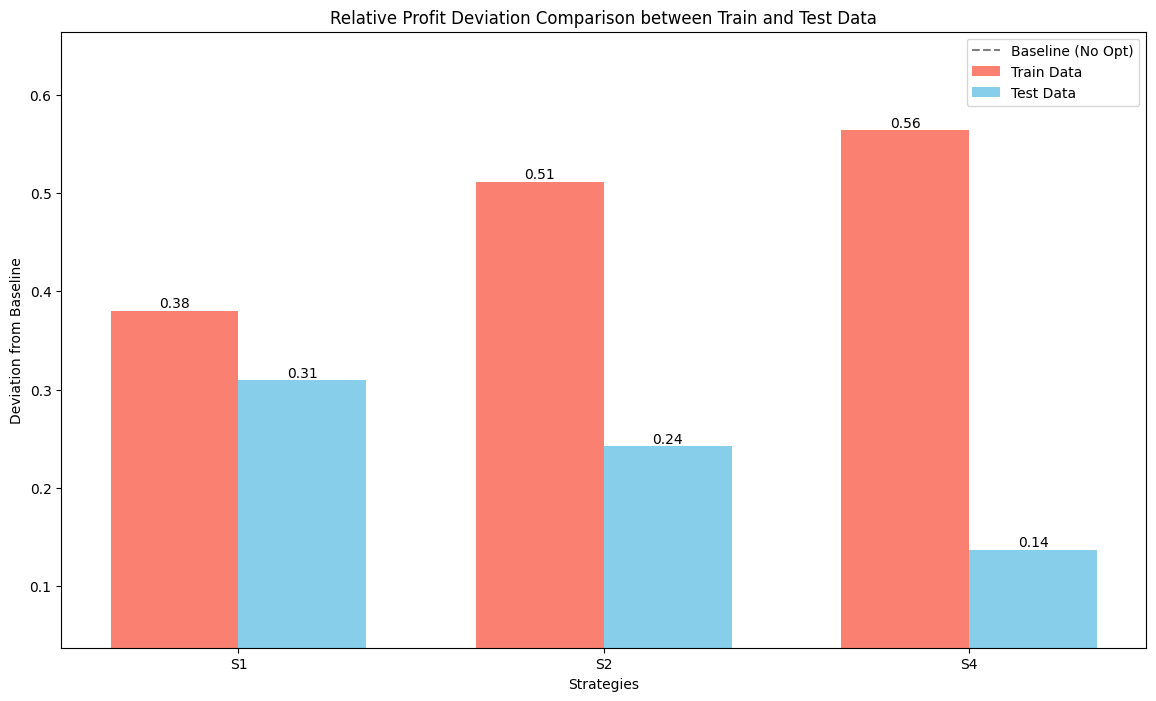 Relative Profit Deviation Comparison between Train and Test Data
Baseline (No Opt)
Train Data
Test Data
Deviation from Baseline
0.6
0.5
0.4
0.3
0.2
0.1
0.38
0.31
0.51
0.24
0.56
0.14
S1
S2
S4
Strategies